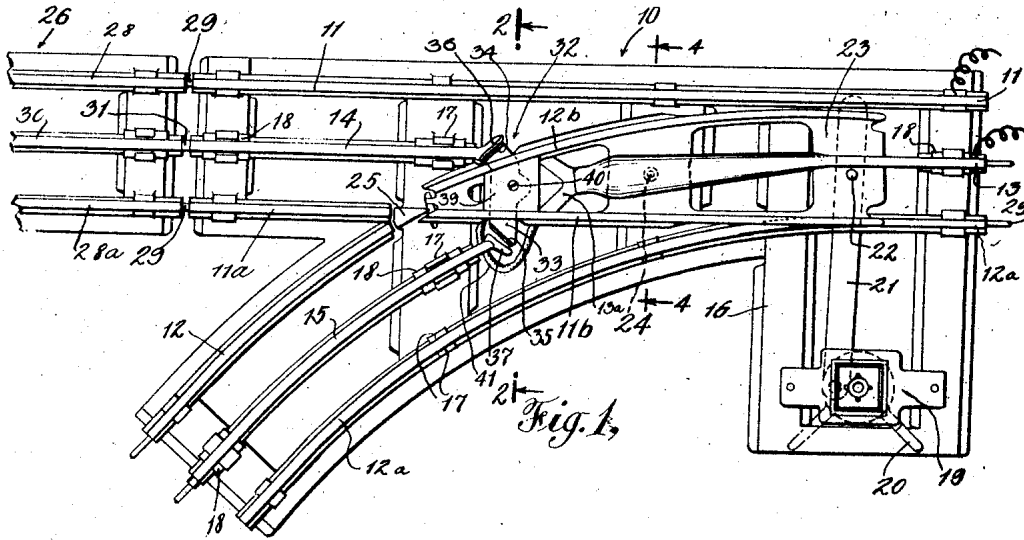 26 28 29 11 2 10 4 23
36 34 32 11
30 31 18 14 17 12b 18
25 39 40 13
29
28a 29 11a 17 33 22 12a
18 11b 21
12 15 13a 4 24 16
41 37 35
17 2 Fig. 1,
12a 20 19
18